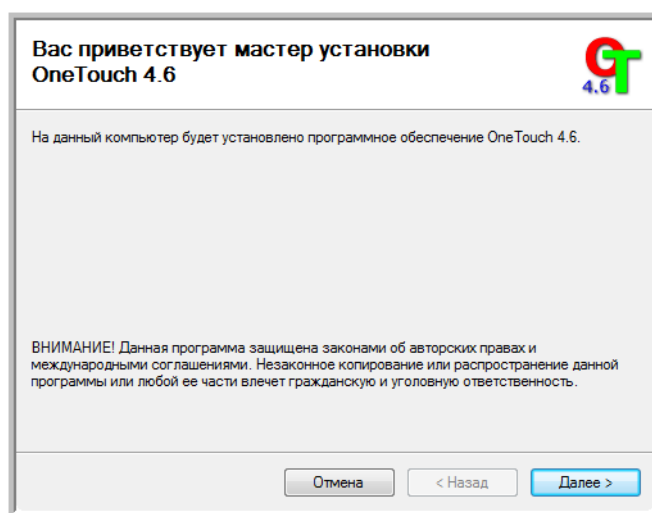 Вас приветствует мастер установки
OneTouch 4.6
OT
4.6
На данный компьютер будет установлено программное обеспечение OneTouch 4.6.
ВНИМАНИЕ! Данная программа защищена законами об авторских правах и
международными соглашениями. Незаконное копирование или распространение данной
программы или любой ее части влечет гражданскую и уголовную ответственность.
Отмена
< Назад
Далее >